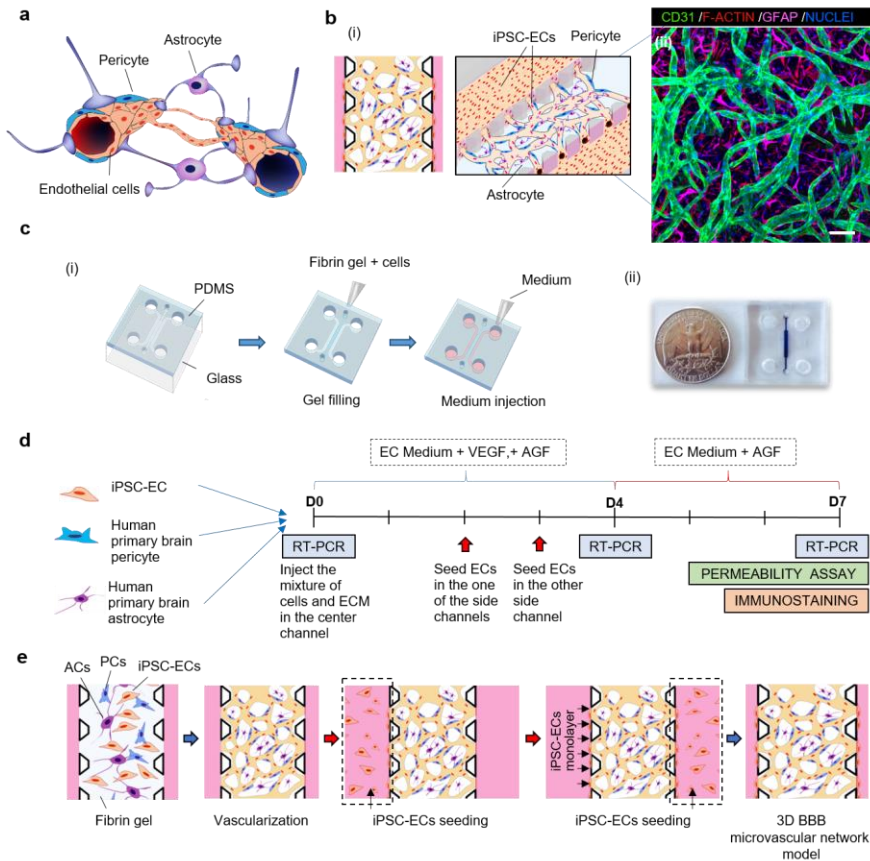 a
Astrocyte
Pericyte
Endothelial cells
b
(i)
iPSC-ECs
Pericyte
Astrocyte
CD31 /F-ACTIN /GFAP /NUCLEI
(ii)
c
(i)
PDMS
Glass
Fibrin gel + cells
Gel filling
Medium
Medium injection
(ii)
d
iPSC-EC
Human
primary brain
pericyte
Human
primary brain
astrocyte
EC Medium + VEGF,+ AGF
EC Medium + AGF
D0
D4
D7
RT-PCR
RT-PCR
RT-PCR
Inject the
mixture of
cells and ECM
in the center
channel
Seed ECs
in the one
of the side
channels
Seed ECs
in the other
side
channel
PERMEABILITY ASSAY
IMMUNOSTAINING
e
ACs
PCs
iPSC-ECs
Fibrin gel
Vascularization
iPSC-ECs seeding
iPSC-ECs
monolayer
iPSC-ECs seeding
3D BBB
microvascular network
model